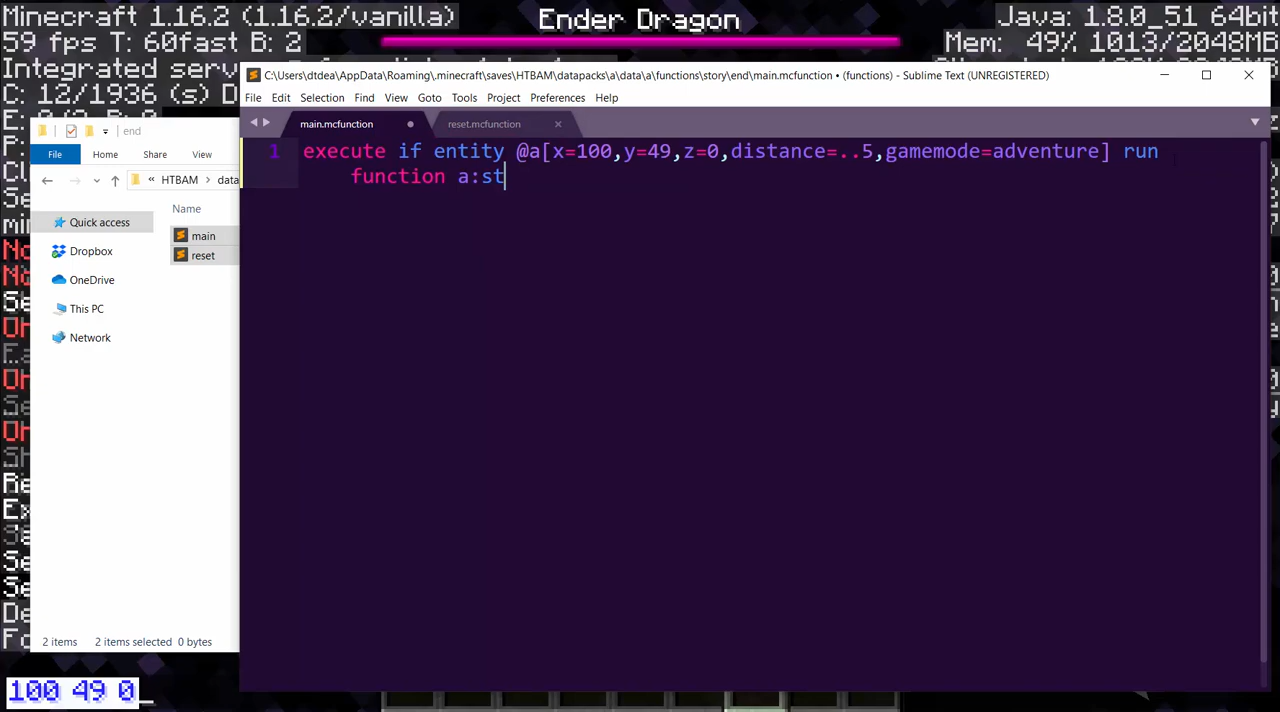 Minecraft 1.16.2 (1.16.2/vanilla)
Ender Dragon
Java: 1.8.0_51 64bit
59 fps T: 60fast B: 2
Mem: 49% 1013/2048MB
Integrated serv
C: 12/1936 (s) D
C:\Users\dtdea\AppData\Roaming\.minecraft\saves\HTBAM\datapacks\a\data\a\functions\story\end\main.mcfunction • (functions) - Sublime Text (UNREGISTERED)
File Edit Selection Find View Goto Tools Project Preferences Help
main.mcfunction
reset.mcfunction
end
File Home Share View
« HTBAM > data
Name
Quick access
Dropbox
OneDrive
This PC
Network
main
reset
2 items 2 items selected 0 bytes
1 execute if entity @a[x=100,y=49,z=0,distance=..5,gamemode=adventure] run
function a:st
100 49 0_